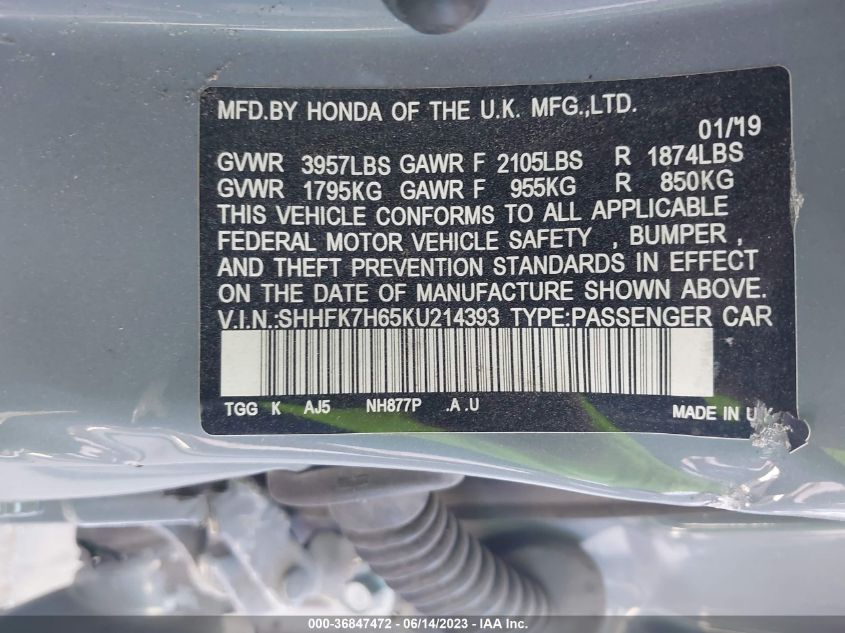 MFD.BY HONDA OF THE U.K. MFG.,LTD.
01/'19
GVWR 3957LBS GAWR F 2105LBS R 1874LBS
GVWR 1795KG GAWR F 955KG R 850KG
THIS VEHICLE CONFORMS TO ALL APPLICABLE
FEDERAL MOTOR VEHICLE SAFETY , BUMPER ,
AND THEFT PREVENTION STANDARDS IN EFFECT
ON THE DATE OF MANUFACTURE SHOWN ABOVE.
V.I.N.:SHHFK7H65KU214393 TYPE:PASSENGER CAR
TGG K AJ5 NH877P .A .U
MADE IN
000-36847472 - 06/14/2023 - IAA Inc.